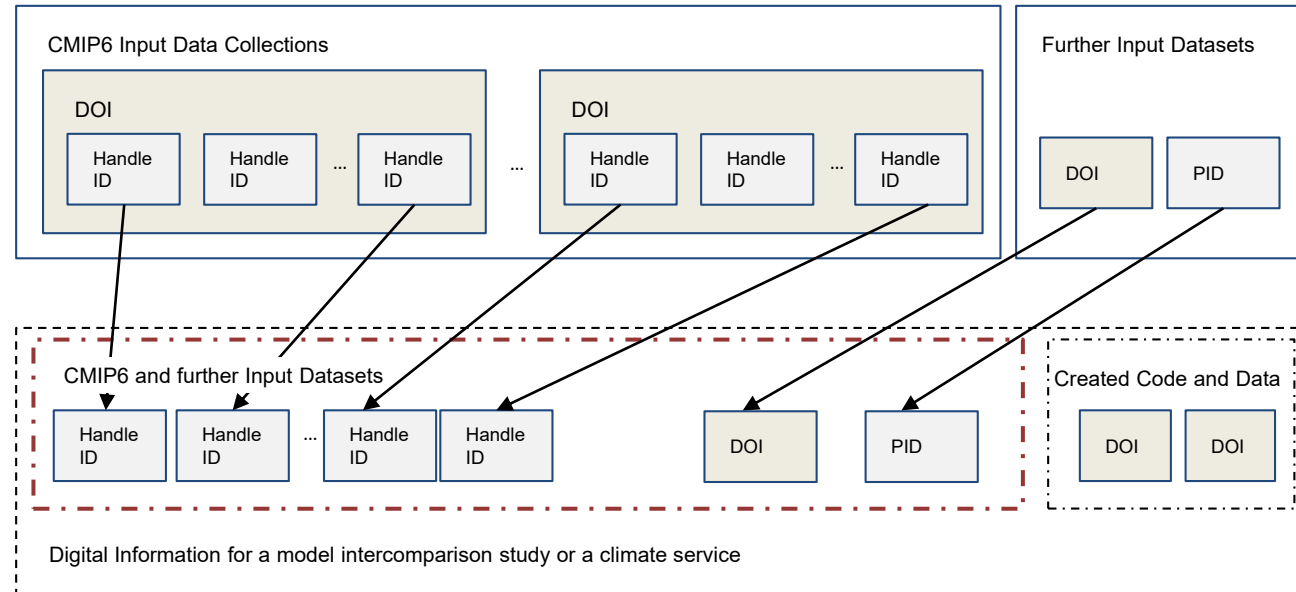 CMIP6 Input Data Collections
DOI
Handle
ID
Handle
ID
...
Handle
ID
...
DOI
Handle
ID
Handle
ID
...
Handle
ID
Further Input Datasets
DOI
PID
CMIP6 and further Input Datasets
Handle
ID
Handle
ID
...
Handle
ID
Handle
ID
DOI
PID
Created Code and Data
DOI
DOI
Digital Information for a model intercomparison study or a climate service